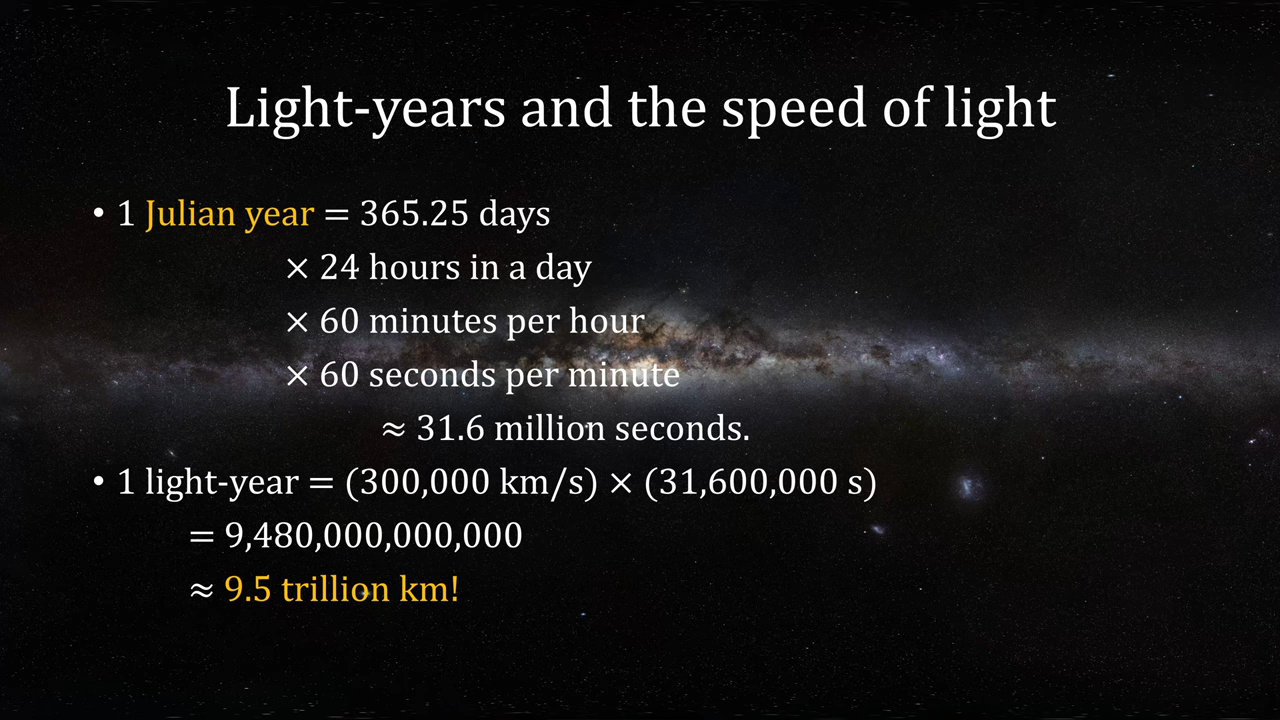 Light-years and the speed of light
• 1 Julian year = 365.25 days
× 24 hours in a day
× 60 minutes per hour
× 60 seconds per minute
≈ 31.6 million seconds.
• 1 light-year = (300,000 km/s) × (31,600,000 s)
= 9,480,000,000,000
≈ 9.5 trillion km!